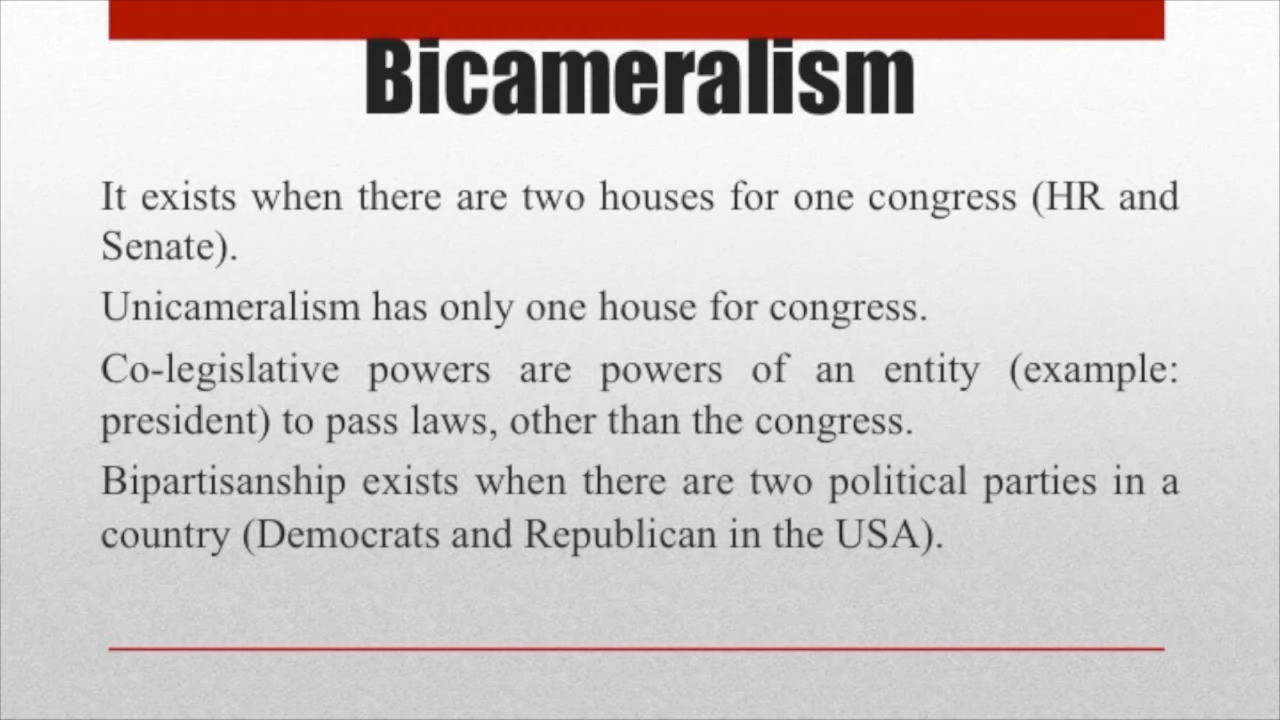 Bicameralism
It exists when there are two houses for one congress (HR and
Senate).
Unicameralism has only one house for congress.
Co-legislative powers are powers of an entity (example:
president) to pass laws, other than the congress.
Bipartisanship exists when there are two political parties in a
country (Democrats and Republican in the USA).